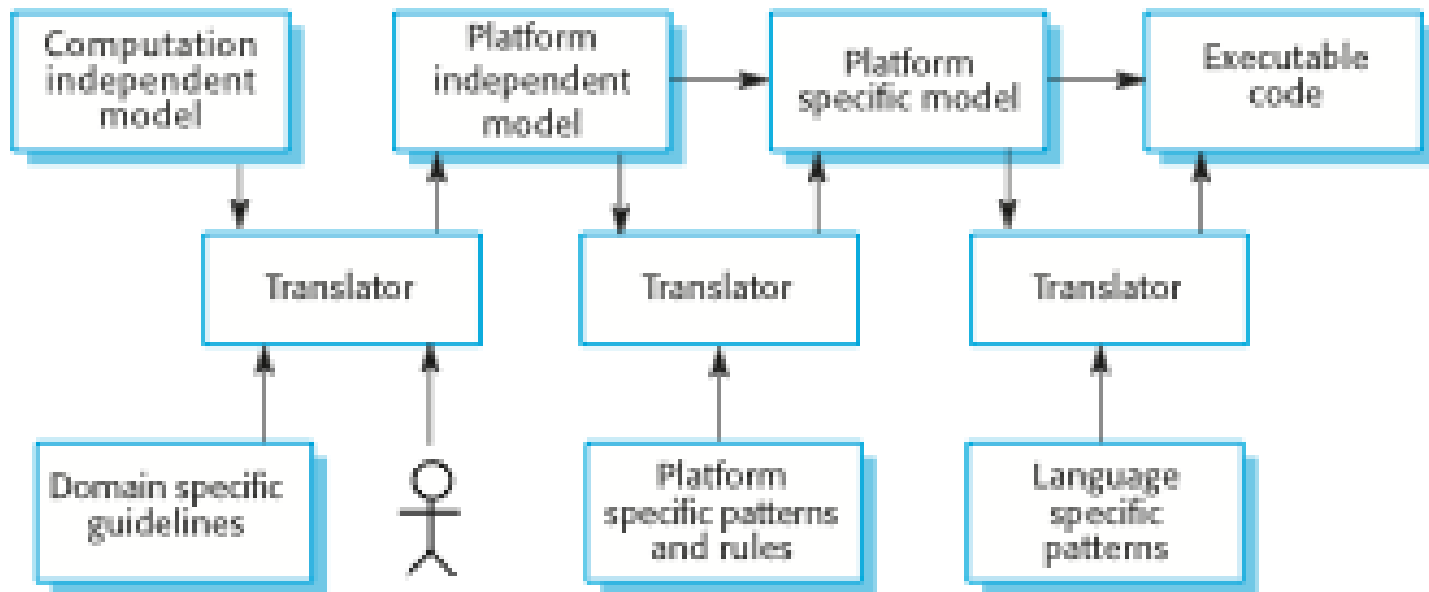 Computation
independent
model
Platform
independent
model
Platform
specific model
Executable
code
Translator
Translator
Translator
Domain specific
guidelines
Platform
specific patterns
and rules
Language
specific
patterns